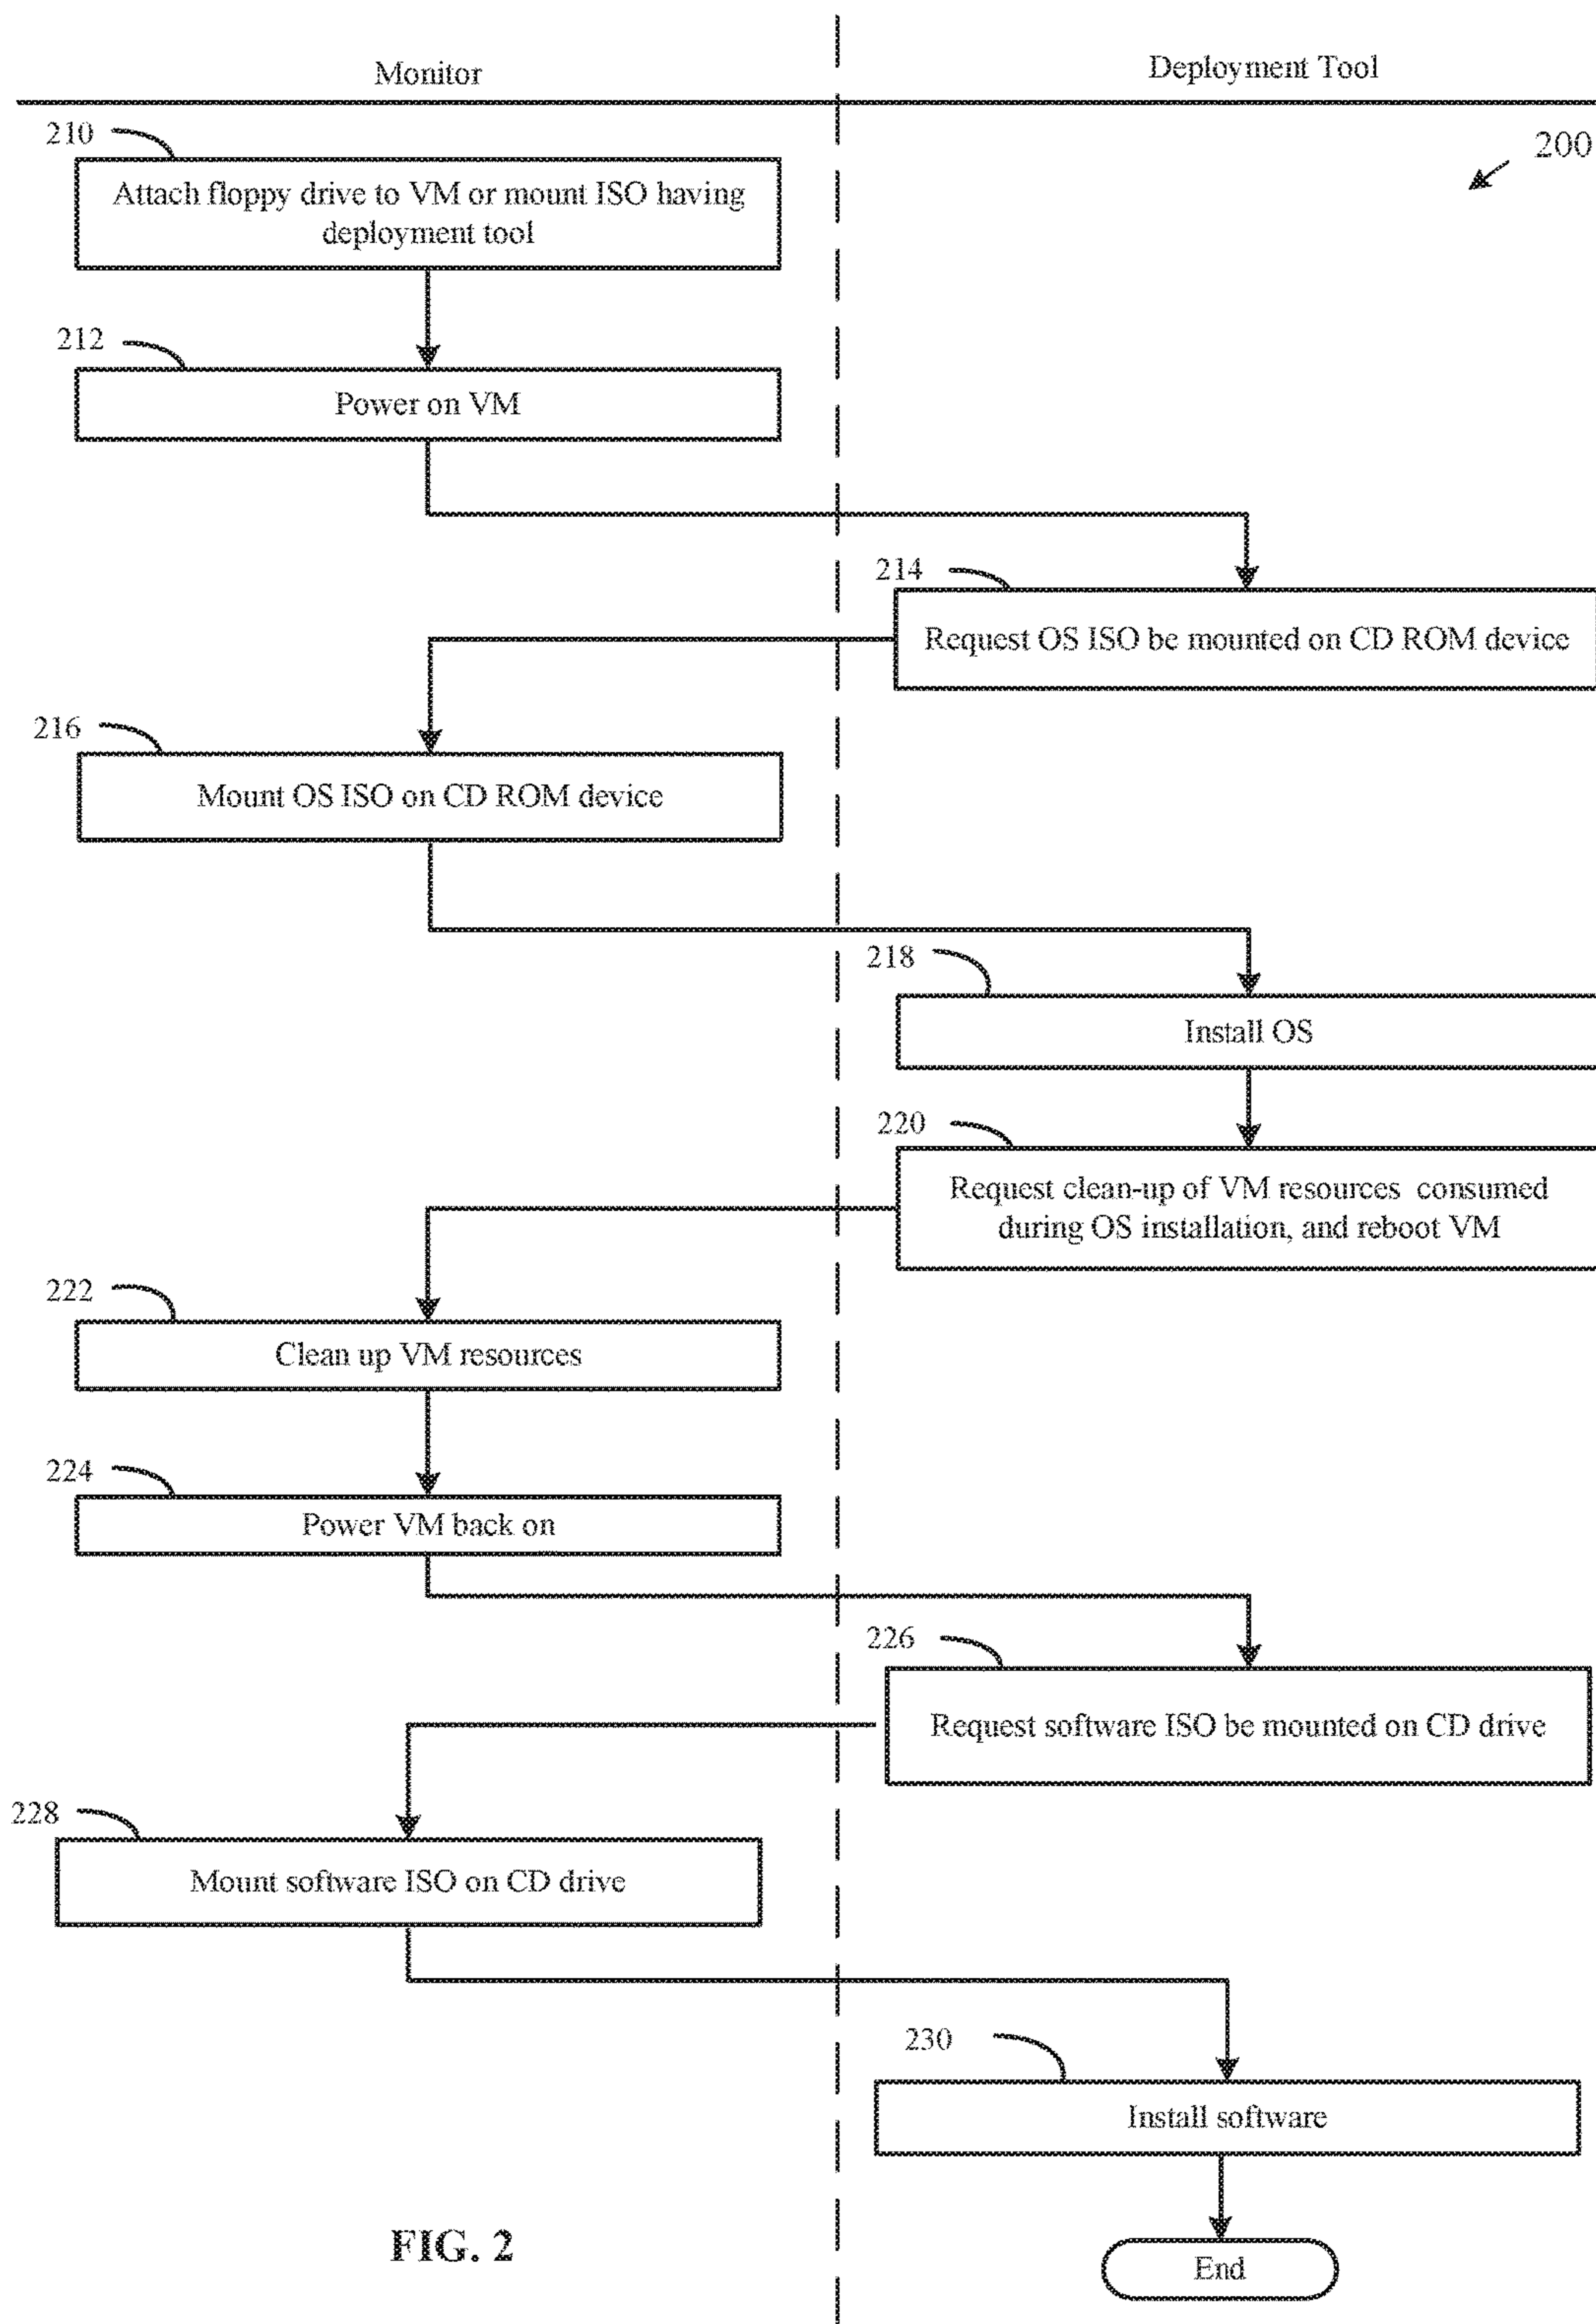 Monitor
Deployment Tool
200
210
Attach floppy drive to VM or mount ISO having
deployment tool
212
Power on VM
214
Request OS ISO be mounted on CD ROM device
216
Mount OS ISO on CD ROM device
218
Install OS
220
Request clean-up of VM resources consumed
during OS installation, and reboot VM
222
Clean up VM resources
224
Power VM back on
226
Request software ISO be mounted on CD drive
228
Mount software ISO on CD drive
230
Install software
End
FIG. 2